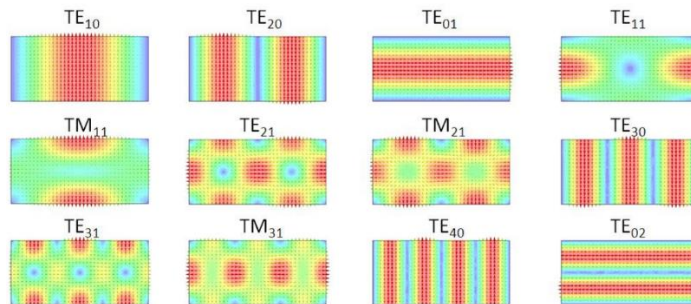 TE₁₀ TE₂₀ TE₀₁ TE₁₁
TM₁₁ TE₂₁ TM₂₁ TE₃₀
TE₃₁ TM₃₁ TE₄₀ TE₀₂